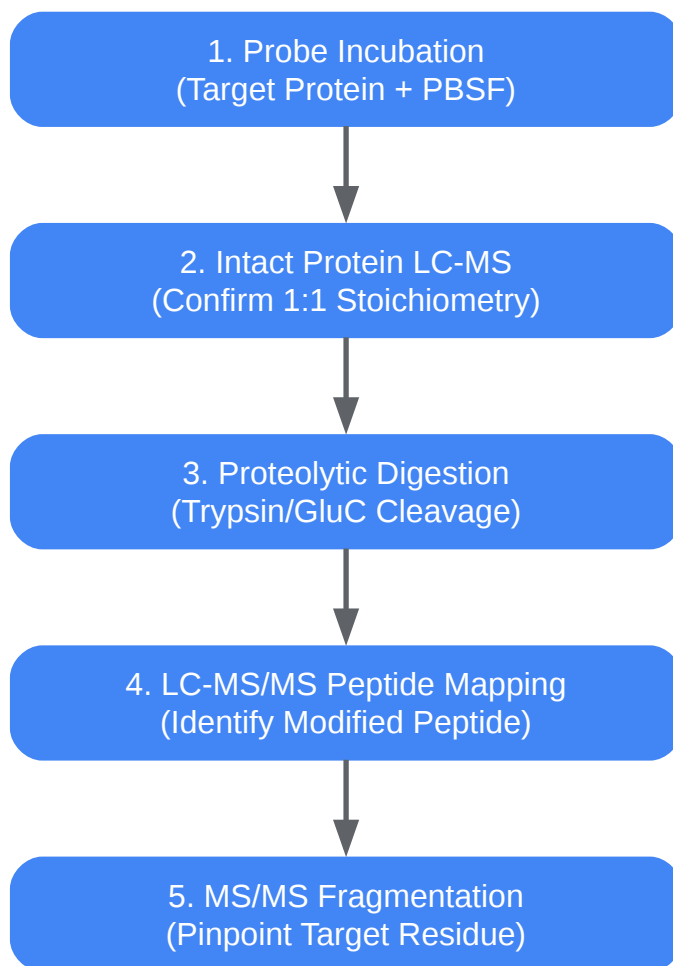 1. Probe Incubation
(Target Protein + PBSF)
2. Intact Protein LC-MS
(Confirm 1:1 Stoichiometry)
3. Proteolytic Digestion
(Trypsin/GluC Cleavage)
4. LC-MS/MS Peptide Mapping
(Identify Modified Peptide)
5. MS/MS Fragmentation
(Pinpoint Target Residue)